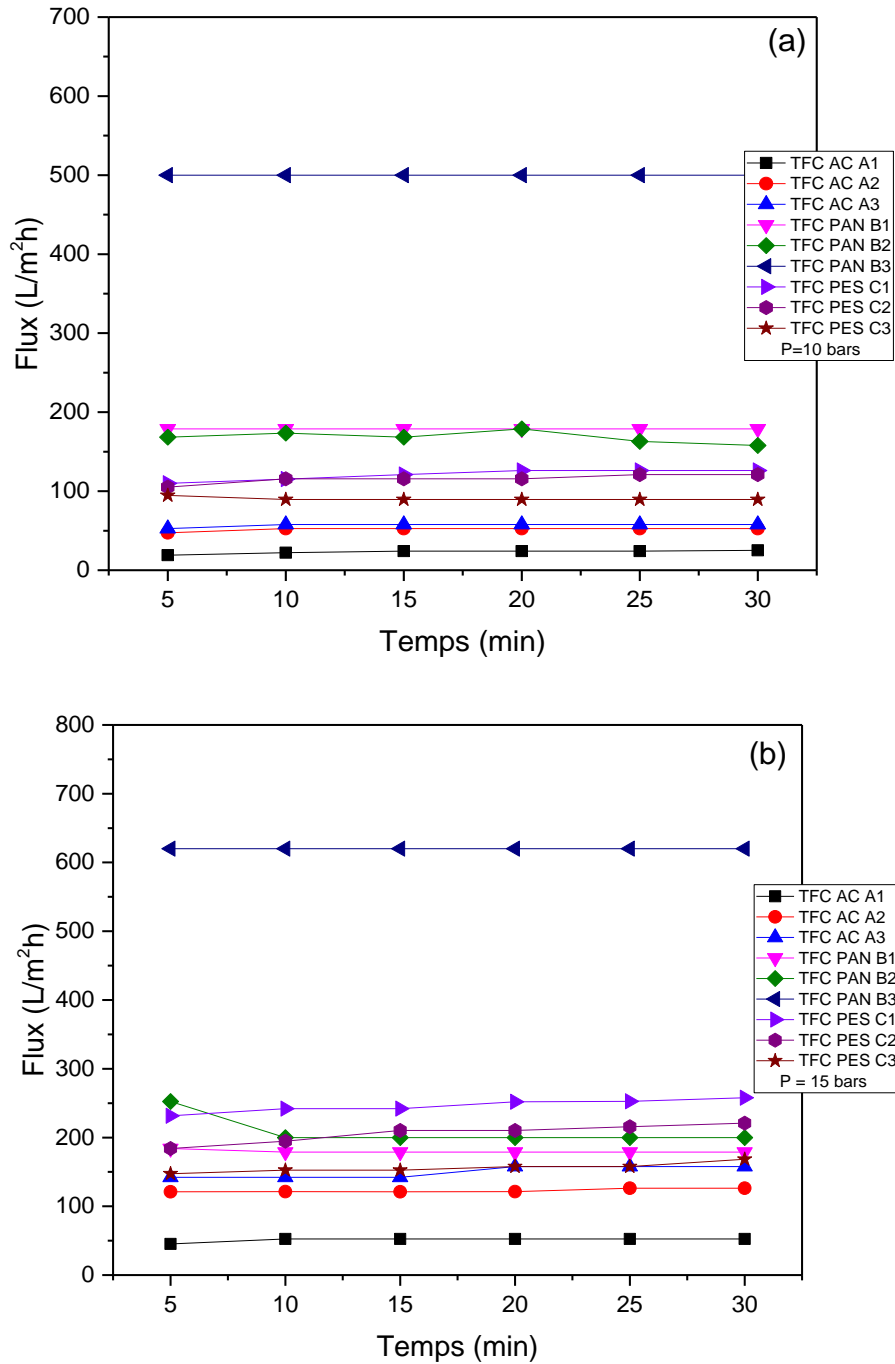 (a)
700
600
500
400
300
200
100
0
Flux (L/m²h)
5 10 15 20 25 30
Temps (min)
TFC AC A1
TFC AC A2
TFC AC A3
TFC PAN B1
TFC PAN B2
TFC PAN B3
TFC PES C1
TFC PES C2
TFC PES C3
P=10 bars
(b)
800
700
600
500
400
300
200
100
0
Flux (L/m²h)
5 10 15 20 25 30
Temps (min)
TFC AC A1
TFC AC A2
TFC AC A3
TFC PAN B1
TFC PAN B2
TFC PAN B3
TFC PES C1
TFC PES C2
TFC PES C3
P = 15 bars